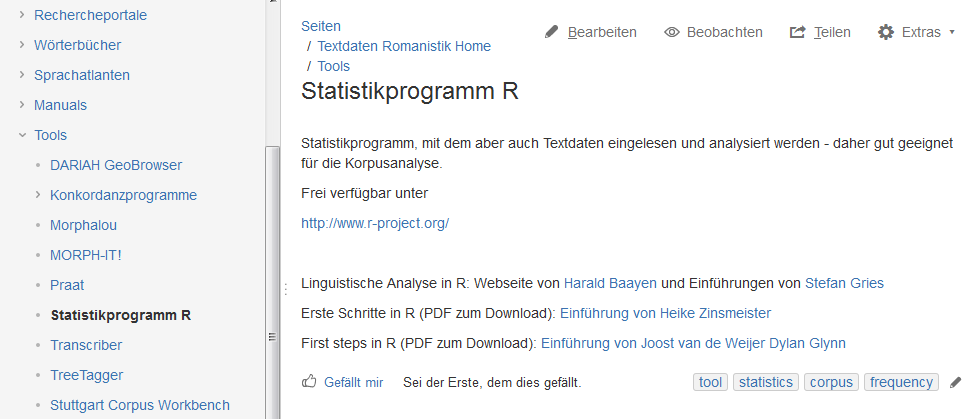 Rechercheportale
Wörterbücher
Sprachatlanten
Manuals
Tools
DARIAH GeoBrowser
Konkordanzprogramme
Morphalou
MORPH-IT!
Praat
Statistikprogramm R
Transcriber
TreeTagger
Stuttgart Corpus Workbench
Seiten
/ Textdaten Romanistik Home
/ Tools
Bearbeiten Beobachten Teilen Extras
Statistikprogramm R
Statistikprogramm, mit dem aber auch Textdaten eingelesen und analysiert werden - daher gut geeignet
für die Korpusanalyse.
Frei verfügbar unter
http://www.r-project.org/
Linguistische Analyse in R: Webseite von Harald Baayen und Einführungen von Stefan Gries
Erste Schritte in R (PDF zum Download): Einführung von Heike Zinsmeister
First steps in R (PDF zum Download): Einführung von Joost van de Weijer Dylan Glynn
Gefällt mir Sei der Erste, dem dies gefällt. tool statistics corpus frequency